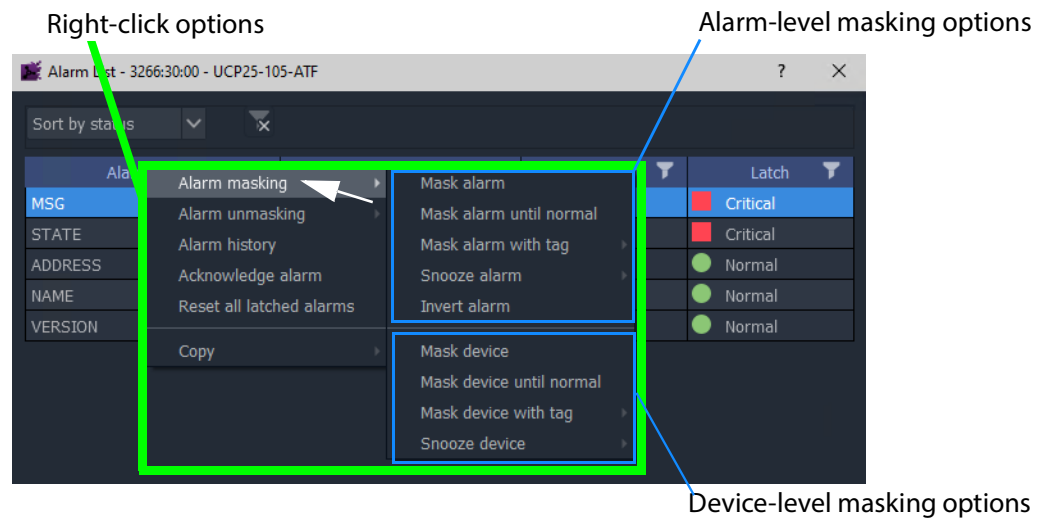 Right-click options
Alarm-level masking options
Alarm List - 3266:30:00 - UCP25-105-ATF
?
Sort by status
Ala
Latch
MSG
Critical
STATE
Critical
ADDRESS
Normal
NAME
Normal
VERSION
Normal
Alarm masking
Alarm unmasking
Alarm history
Acknowledge alarm
Reset all latched alarms
Copy
Mask alarm
Mask alarm until normal
Mask alarm with tag
Snooze alarm
Invert alarm
Mask device
Mask device until normal
Mask device with tag
Snooze device
Device-level masking options